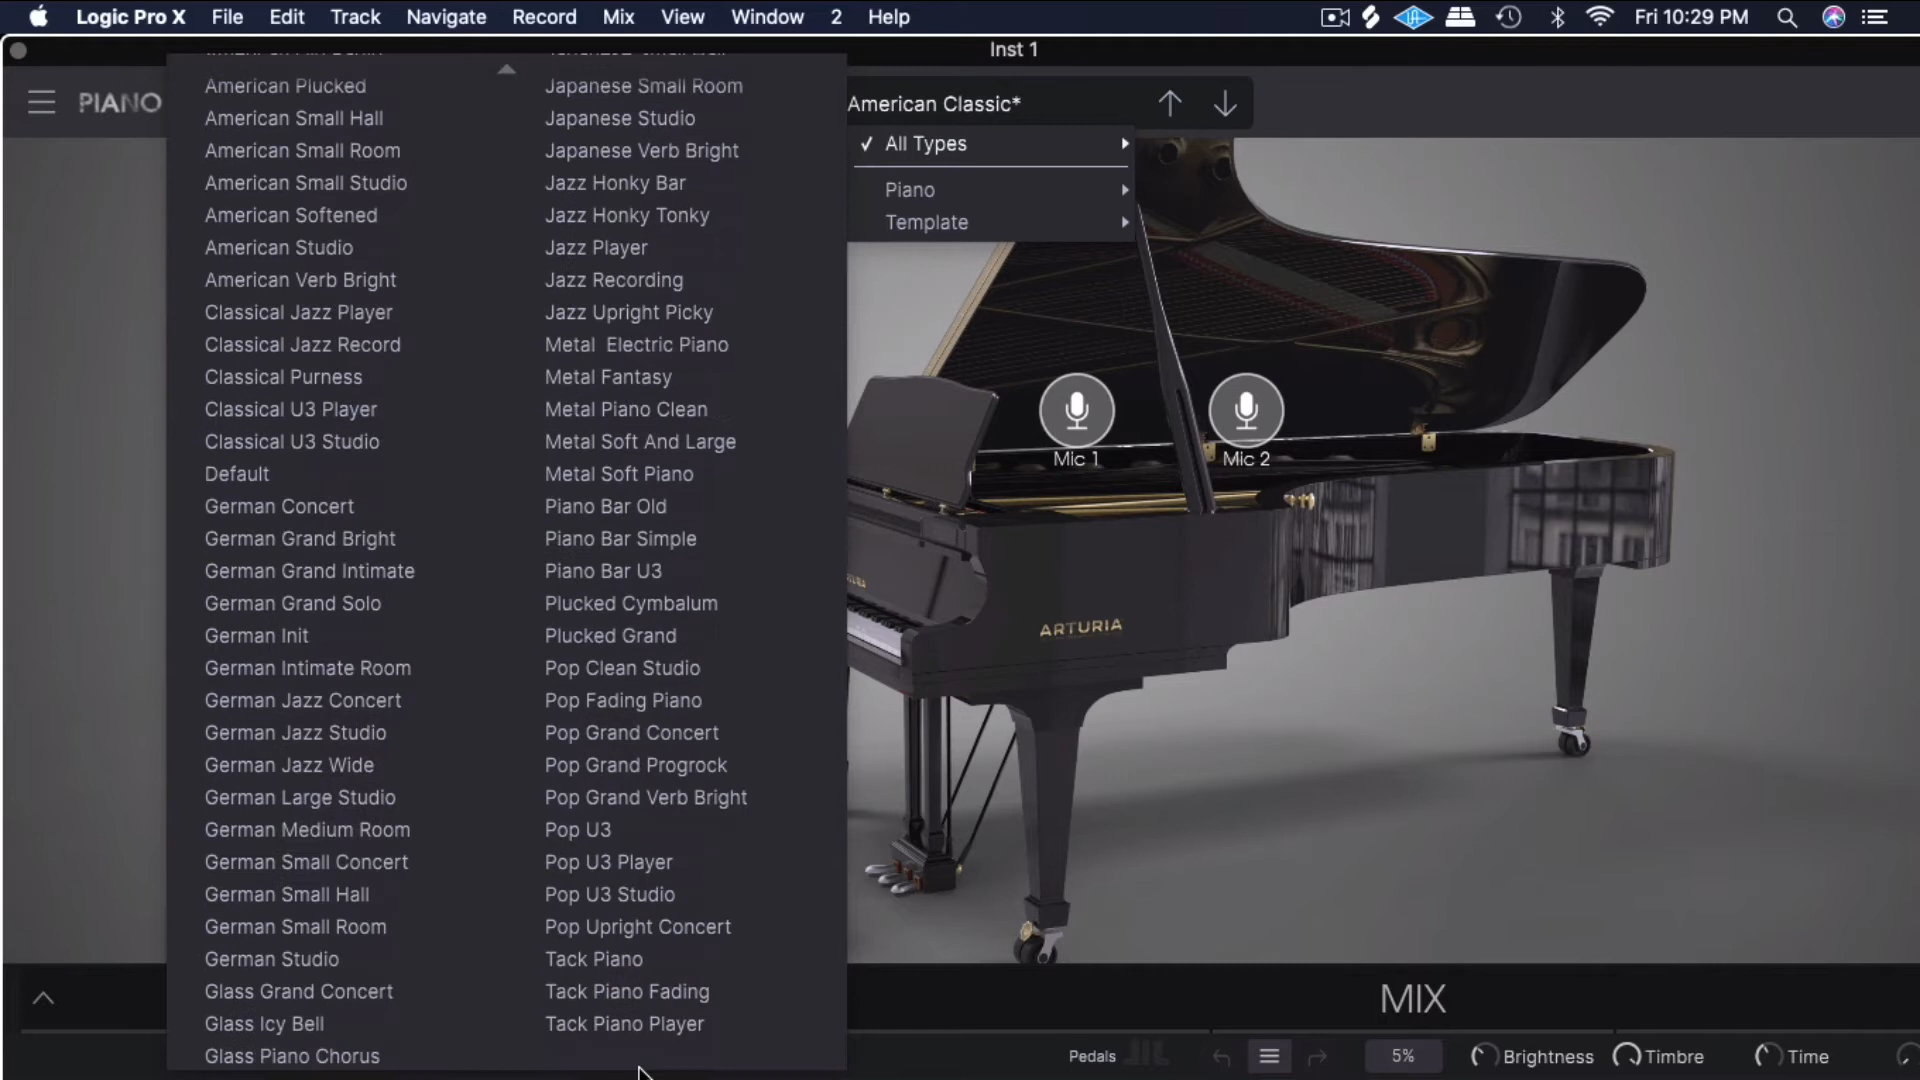 Logic Pro X File Edit Track Navigate Record Mix View Window 2 Help Fri 10:29 PM
Inst 1
PIANO
American Classic*
All Types
Piano
Template
American Plucked
American Small Hall
American Small Room
American Small Studio
American Softened
American Studio
American Verb Bright
Classical Jazz Player
Classical Jazz Record
Classical Purness
Classical U3 Player
Classical U3 Studio
Default
German Concert
German Grand Bright
German Grand Intimate
German Grand Solo
German Init
German Intimate Room
German Jazz Concert
German Jazz Studio
German Jazz Wide
German Large Studio
German Medium Room
German Small Concert
German Small Hall
German Small Room
German Studio
Glass Grand Concert
Glass Icy Bell
Glass Piano Chorus
Japanese Small Room
Japanese Studio
Japanese Verb Bright
Jazz Honky Bar
Jazz Honky Tonky
Jazz Player
Jazz Recording
Jazz Upright Picky
Metal  Electric Piano
Metal Fantasy
Metal Piano Clean
Metal Soft And Large
Metal Soft Piano
Piano Bar Old
Piano Bar Simple
Piano Bar U3
Plucked Cymbalum
Plucked Grand
Pop Clean Studio
Pop Fading Piano
Pop Grand Concert
Pop Grand Progrock
Pop Grand Verb Bright
Pop U3
Pop U3 Player
Pop U3 Studio
Pop Upright Concert
Tack Piano
Tack Piano Fading
Tack Piano Player
Mic 1
Mic 2
ARTURIA
MIX
Pedals 5% Brightness Timbre Time